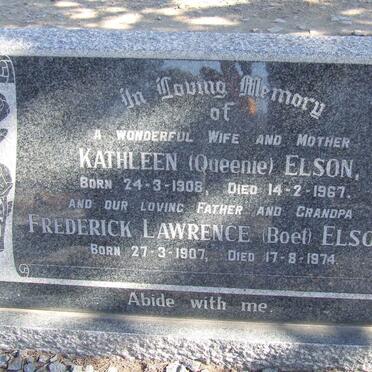 In Loving Memory
of
A WONDERFUL WIFE AND MOTHER
KATHLEEN (Queenie) ELSON,
BORN 24-3-1908, DIED 14-2-1967.
AND OUR LOVING FATHER AND GRANDPA
FREDERICK LAWRENCE (Boet) ELSO
BORN 27-3-1907, DIED 17-8-1974.
Abide with me.